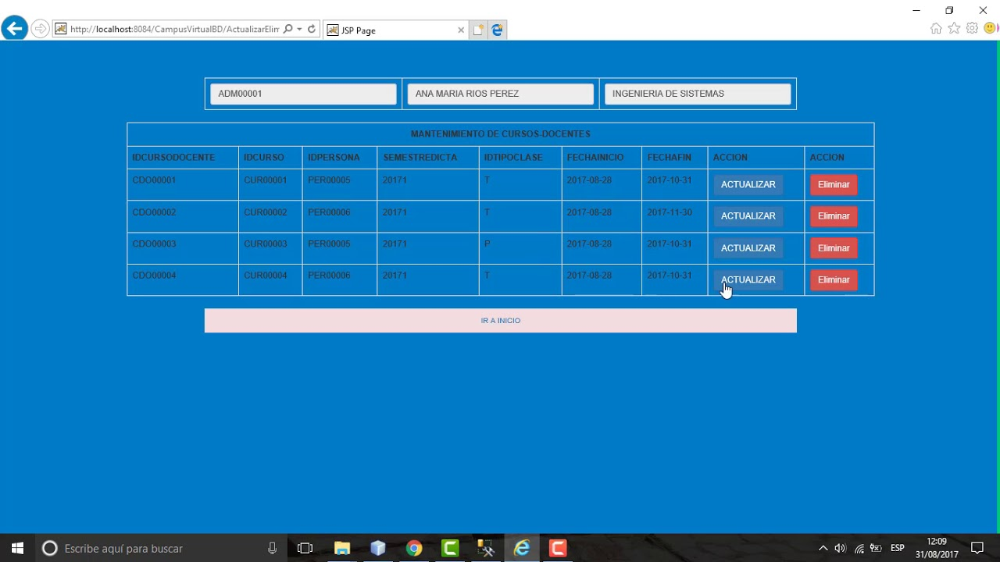 http://localhost:8084/CampusVirtualBD/ActualizarElim
JSP Page
ADM00001 ANA MARIA RIOS PEREZ INGENIERIA DE SISTEMAS
MANTENIMIENTO DE CURSOS-DOCENTES
IDCURSODOCENTE IDCURSO IDPERSONA SEMESTREDICTA IDTIPOCLASE FECHAINICIO FECHAFIN ACCION ACCION
CDO00001 CUR00001 PER00005 20171 T 2017-08-28 2017-10-31 ACTUALIZAR Eliminar
CDO00002 CUR00002 PER00006 20171 T 2017-08-28 2017-11-30 ACTUALIZAR Eliminar
CDO00003 CUR00003 PER00005 20171 P 2017-08-28 2017-10-31 ACTUALIZAR Eliminar
CDO00004 CUR00004 PER00006 20171 T 2017-08-28 2017-10-31 ACTUALIZAR Eliminar
IR A INICIO
Escribe aquí para buscar
ESP
12:09
31/08/2017